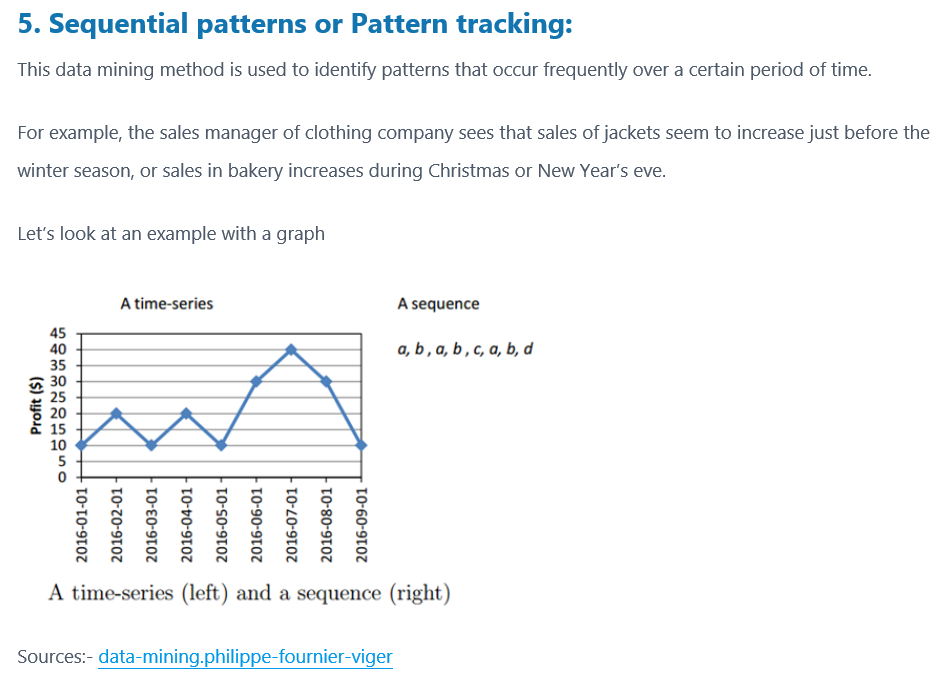 5. Sequential patterns or Pattern tracking:
This data mining method is used to identify patterns that occur frequently over a certain period of time.
For example, the sales manager of clothing company sees that sales of jackets seem to increase just before the
winter season, or sales in bakery increases during Christmas or New Year’s eve.
Let’s look at an example with a graph
A time-series
A sequence
a, b , a, b , c, a, b, d
Profit ($)
45
40
35
30
25
20
15
10
5
0
2016-01-01
2016-02-01
2016-03-01
2016-04-01
2016-05-01
2016-06-01
2016-07-01
2016-08-01
2016-09-01
A time-series (left) and a sequence (right)
Sources:- data-mining.philippe-fournier-viger